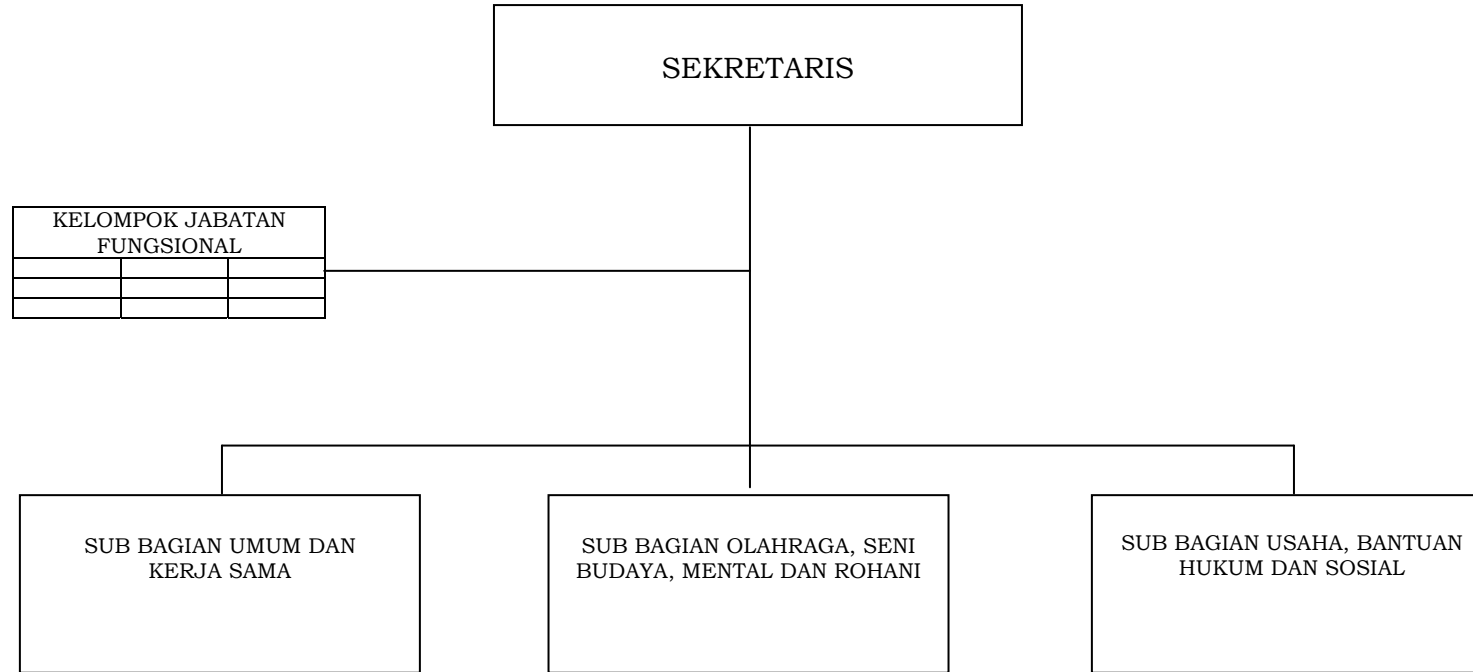 SEKRETARIS
KELOMPOK JABATAN
FUNGSIONAL
SUB BAGIAN UMUM DAN
KERJA SAMA
SUB BAGIAN OLAHRAGA, SENI
BUDAYA, MENTAL DAN ROHANI
SUB BAGIAN USAHA, BANTUAN
HUKUM DAN SOSIAL